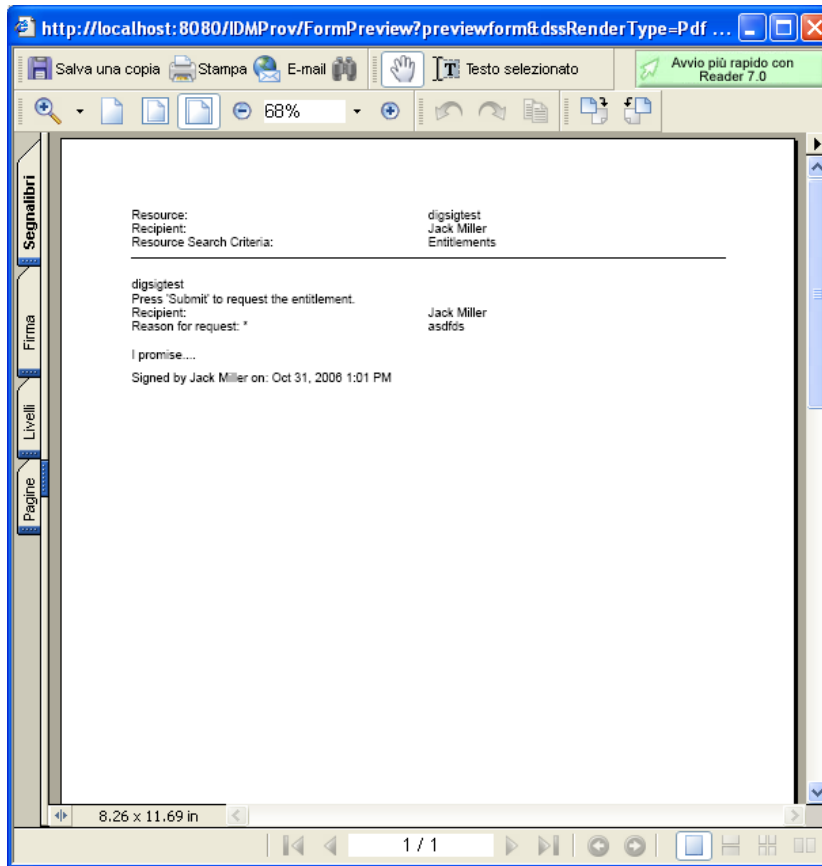 http://localhost:8080/IDMProv/FormPreview?previewform&dssRenderType=Pdf ...
Salva una copia Stampa E-mail Testo selezionato Avvio più rapido con
Reader 7.0
68%
Segnalibri
Firma
Livelli
Pagine
Resource: digsigtest
Recipient: Jack Miller
Resource Search Criteria: Entitlements
digsigtest
Press 'Submit' to request the entitlement.
Recipient: Jack Miller
Reason for request: * asdfds
I promise....
Signed by Jack Miller on: Oct 31, 2006 1:01 PM
8.26 x 11.69 in
1 / 1